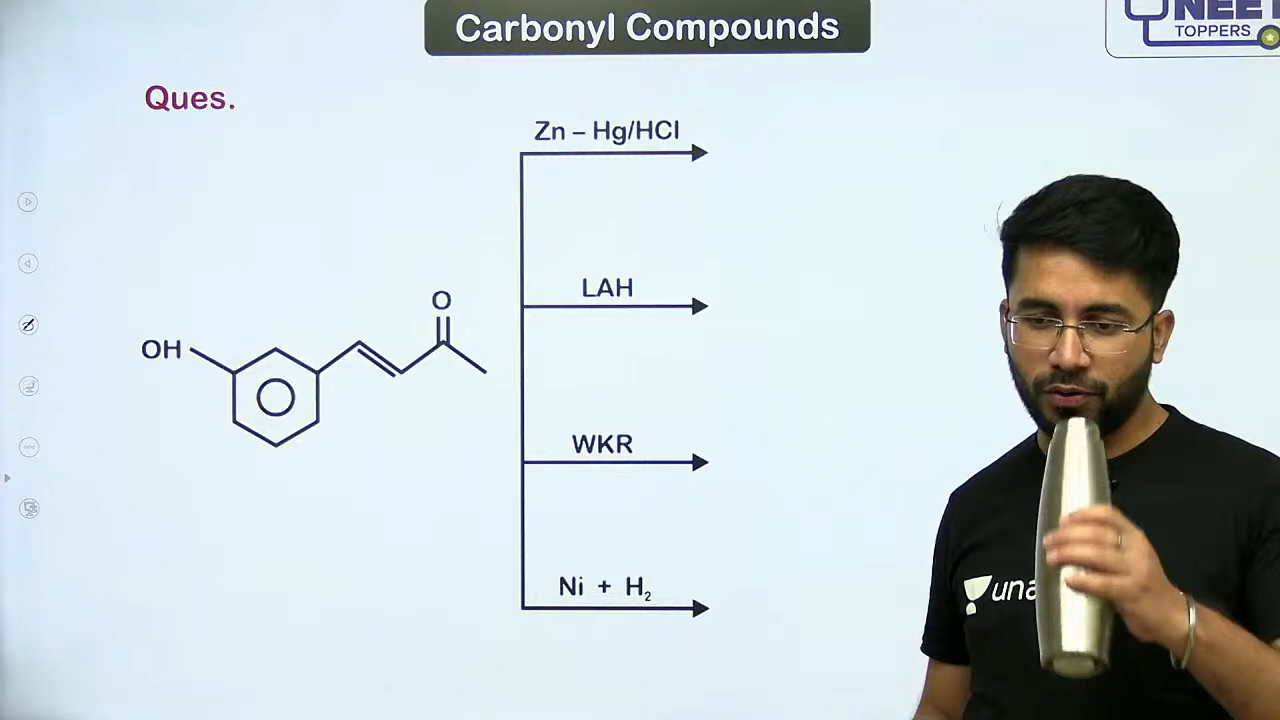 Carbonyl Compounds
NEET
TOPPERS
Ques.
Zn – Hg/HCl
LAH
O
OH
WKR
Ni + H₂
una